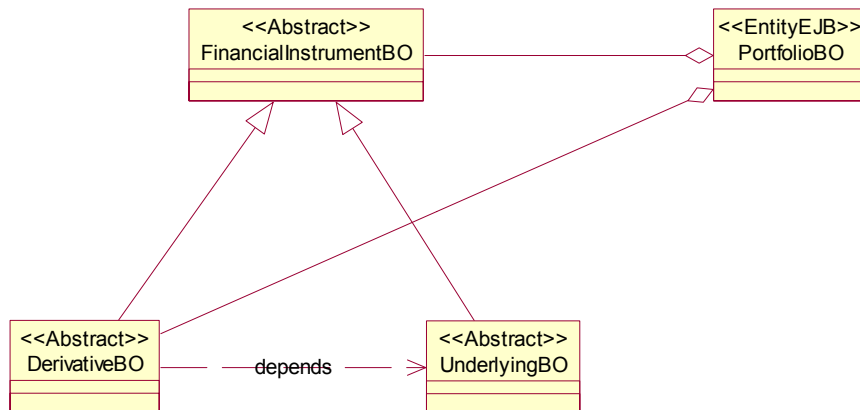 <<Abstract>>
FinancialInstrumentBO
<<EntityEJB>>
PortfolioBO
<<Abstract>>
DerivativeBO
depends
<<Abstract>>
UnderlyingBO